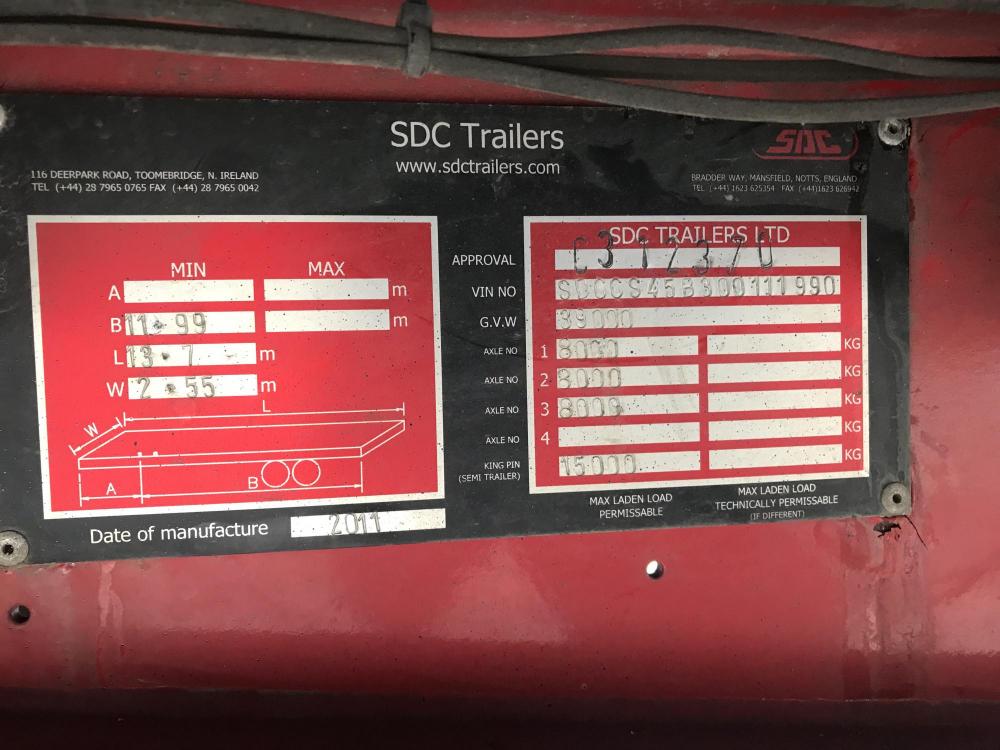 SDC Trailers
www.sdctrailers.com
SDC
116 DEERPARK ROAD, TOOMEBRIDGE, N. IRELAND
TEL (+44) 28 7965 0765 FAX (+44) 28 7965 0042
BRADDER WAY, MANSFIELD, NOTTS, ENGLAND
TEL (+44) 1623 625354 FAX (+44)1623 626942
MIN MAX
A m
B 11.99 m
L 13.7 m
W 2.55 m
L
W
A
B
Date of manufacture 2011
SDC TRAILERS LTD
APPROVAL C312370
VIN NO SDCCS45B300111990
G.V.W 39000
AXLE NO 1 8000 KG
AXLE NO 2 8000 KG
AXLE NO 3 8000 KG
AXLE NO 4 KG
KING PIN 15000 KG
(SEMI TRAILER)
MAX LADEN LOAD
PERMISSABLE
MAX LADEN LOAD
TECHNICALLY PERMISSABLE
(IF DIFFERENT)